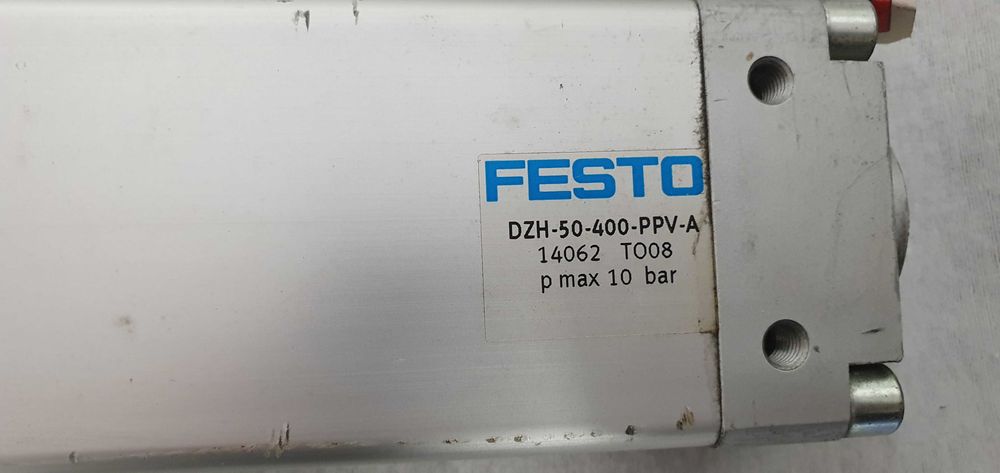 FESTO
DZH-50-400-PPV-A
14062 TO08
p max 10 bar